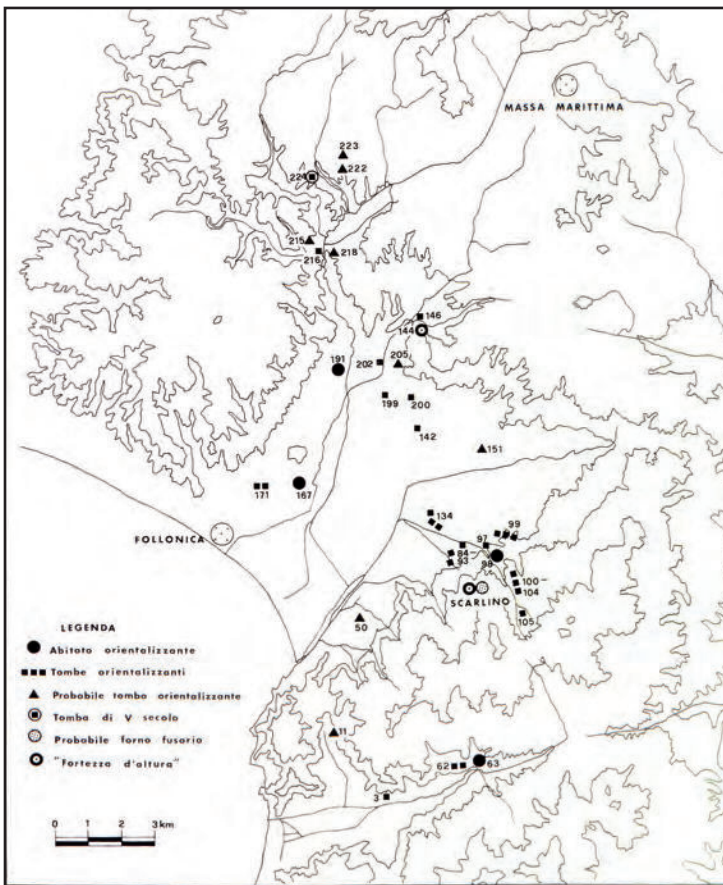 MASSA MARITTIMA
223
222
224
215
216
218
146
144
191
202
205
199
200
142
151
171
167
134
99
97
84-
93
98
FOLLONICA
100-
104
SCARLINO
105
50
LEGENDA
Abitato orientalizzante
Tombe orientalizzanti
Probabile tomba orientalizzante
Tomba di V secolo
Probabile forno fusorio
"Fortezza d'altura"
11
62
63
3
0 1 2 3 km